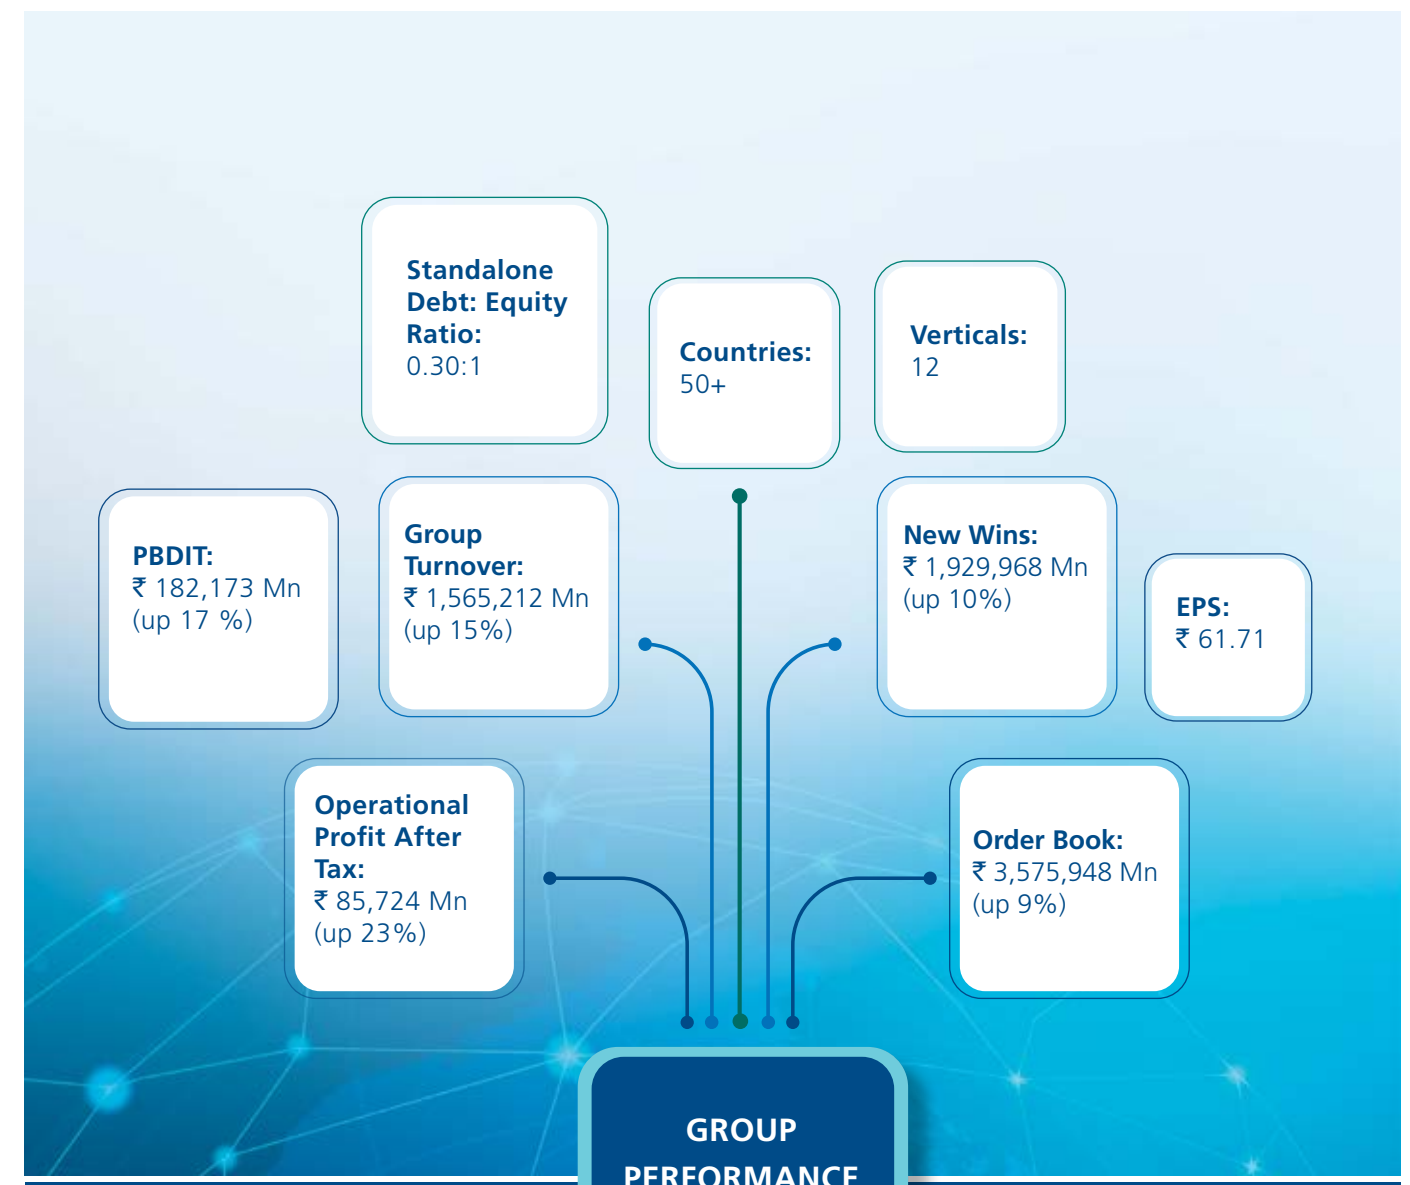 Standalone
Debt: Equity
Ratio:
0.30:1
Countries:
50+
Verticals:
12
PBDIT:
₹ 182,173 Mn
(up 17 %)
Group
Turnover:
₹ 1,565,212 Mn
(up 15%)
New Wins:
₹ 1,929,968 Mn
(up 10%)
EPS:
₹ 61.71
Operational
Profit After
Tax:
₹ 85,724 Mn
(up 23%)
Order Book:
₹ 3,575,948 Mn
(up 9%)
GROUP
PERFORMANCE